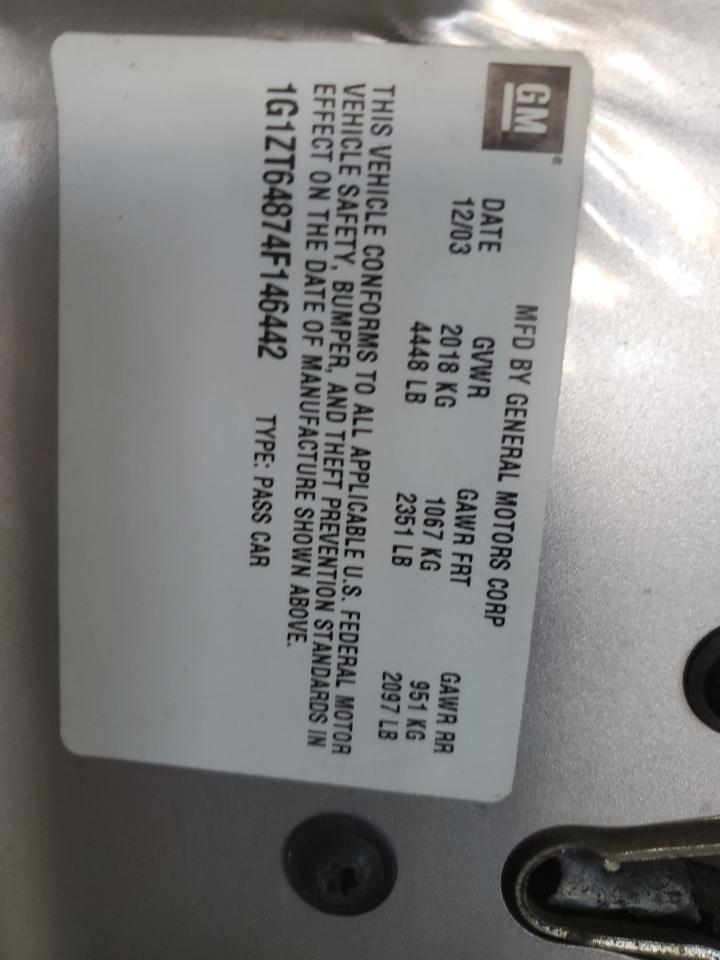 GM®
MFD BY GENERAL MOTORS CORP
DATE GVWR GAWR FRT GAWR RR
12/03 2018 KG 1067 KG 951 KG
4448 LB 2351 LB 2097 LB
THIS VEHICLE CONFORMS TO ALL APPLICABLE U.S. FEDERAL MOTOR
VEHICLE SAFETY, BUMPER, AND THEFT PREVENTION STANDARDS IN
EFFECT ON THE DATE OF MANUFACTURE SHOWN ABOVE.
1G1ZT64874F146442 TYPE: PASS CAR